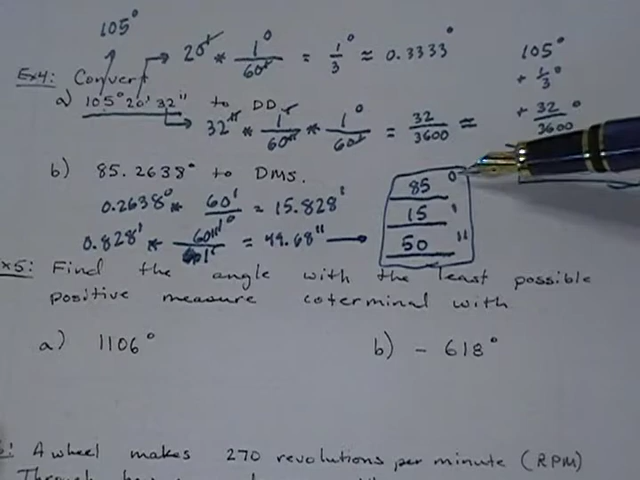 105°
20' * 1°/60' = 1/3° ≈ 0.3333°
105°
Ex4: Convert
+ 1/3°
a) 105° 20' 32" to DD
+ 32/3600°
32" * 1'/60" * 1°/60' = 32/3600 ≈
b) 85.2638° to DMS.
0.2638° * 60'/1° = 15.828'
85°
15'
0.828' * 60"/ = 49.68"
50"
x5: Find the angle with the least possible
positive measure coterminal with
a) 1106°
b) - 618°
A wheel makes 270 revolutions per minute (RPM)